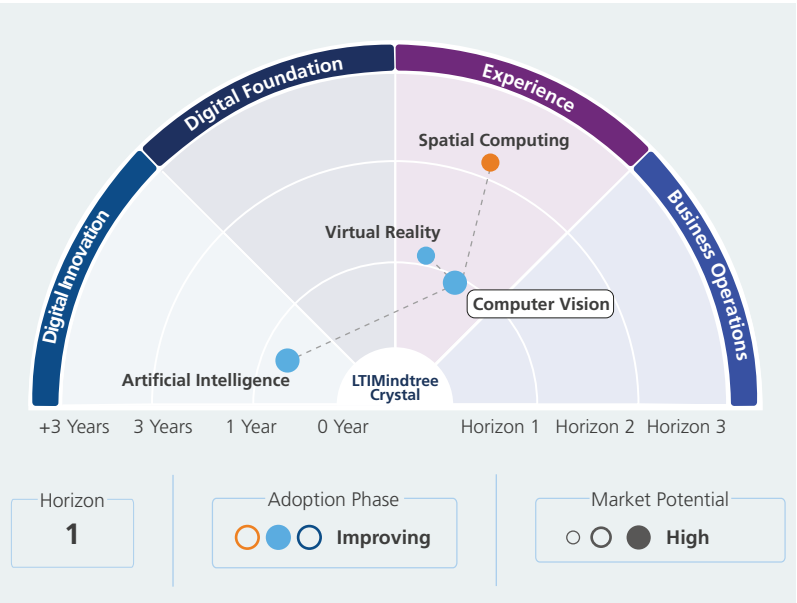 Digital Foundation
Experience
Digital Innovation
Business Operations
Spatial Computing
Virtual Reality
Computer Vision
Artificial Intelligence
LTIMindtree
Crystal
+3 Years 3 Years 1 Year 0 Year Horizon 1 Horizon 2 Horizon 3
Horizon
1
Adoption Phase
Improving
Market Potential
High